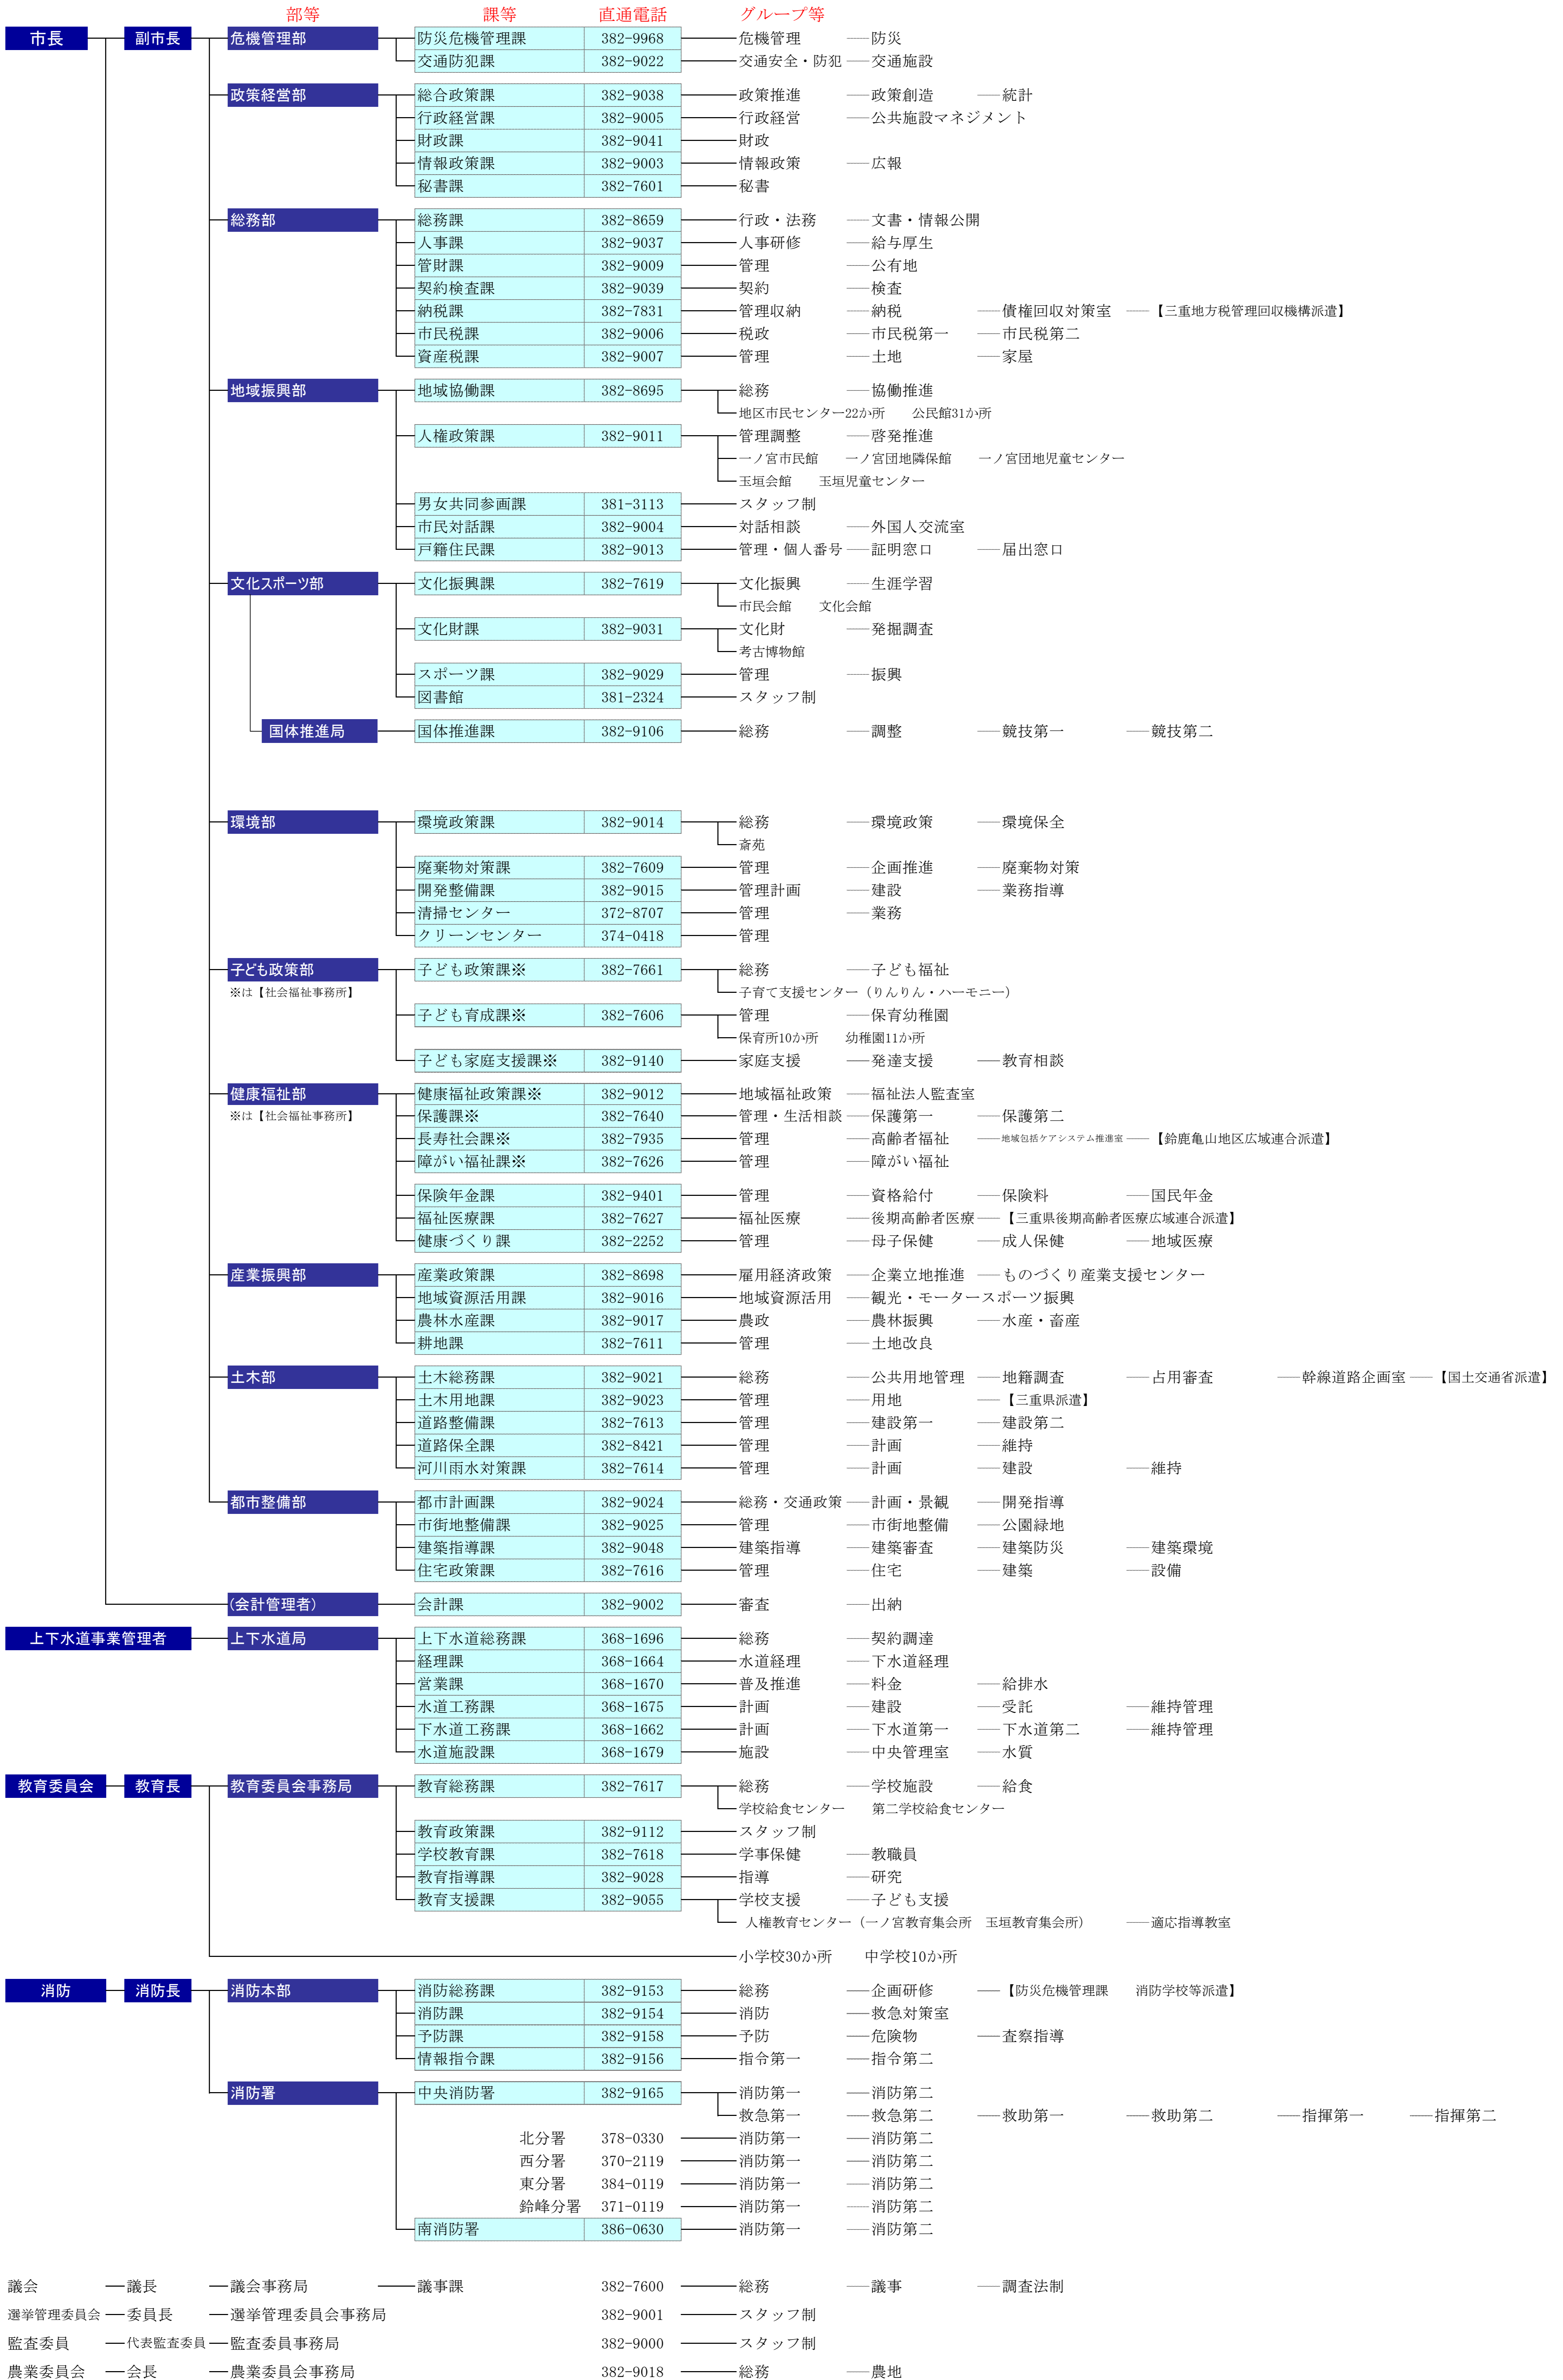 部等 課等 直通電話 グループ等
市長 副市長 危機管理部 防災危機管理課 382-9968 危機管理 防災
交通防犯課 382-9022 交通安全・防犯 交通施設
政策経営部 総合政策課 382-9038 政策推進 政策創造 統計
行政経営課 382-9005 行政経営 公共施設マネジメント
財政課 382-9041 財政
情報政策課 382-9003 情報政策 広報
秘書課 382-7601 秘書
総務部 総務課 382-8659 行政・法務 文書・情報公開
人事課 382-9037 人事研修 給与厚生
管財課 382-9009 管理 公有地
契約検査課 382-9039 契約 検査
納税課 382-7831 管理収納 納税 債権回収対策室 【三重地方税管理回収機構派遣】
市民税課 382-9006 税政 市民税第一 市民税第二
資産税課 382-9007 管理 土地 家屋
地域振興部 地域協働課 382-8695 総務 協働推進
地区市民センター22か所 公民館31か所
人権政策課 382-9011 管理調整 啓発推進
一ノ宮市民館 一ノ宮団地隣保館 一ノ宮団地児童センター
玉垣会館 玉垣児童センター
男女共同参画課 381-3113 スタッフ制
市民対話課 382-9004 対話相談 外国人交流室
戸籍住民課 382-9013 管理・個人番号 証明窓口 届出窓口
文化スポーツ部 文化振興課 382-7619 文化振興 生涯学習
市民会館 文化会館
文化財課 382-9031 文化財 発掘調査
考古博物館
スポーツ課 382-9029 管理 振興
図書館 381-2324 スタッフ制
国体推進局 国体推進課 382-9106 総務 調整 競技第一 競技第二
環境部 環境政策課 382-9014 総務 環境政策 環境保全
斎苑
廃棄物対策課 382-7609 管理 企画推進 廃棄物対策
開発整備課 382-9015 管理計画 建設 業務指導
清掃センター 372-8707 管理 業務
クリーンセンター 374-0418 管理
子ども政策部 子ども政策課※ 382-7661 総務 子ども福祉
※は【社会福祉事務所】 子育て支援センター（りんりん・ハーモニー）
子ども育成課※ 382-7606 管理 保育幼稚園
保育所10か所 幼稚園11か所
子ども家庭支援課※ 382-9140 家庭支援 発達支援 教育相談
健康福祉部 健康福祉政策課※ 382-9012 地域福祉政策 福祉法人監査室
※は【社会福祉事務所】 保護課※ 382-7640 管理・生活相談 保護第一 保護第二
長寿社会課※ 382-7935 管理 高齢者福祉 地域包括ケアシステム推進室 【鈴鹿亀山地区広域連合派遣】
障がい福祉課※ 382-7626 管理 障がい福祉
保険年金課 382-9401 管理 資格給付 保険料 国民年金
福祉医療課 382-7627 福祉医療 後期高齢者医療 【三重県後期高齢者医療広域連合派遣】
健康づくり課 382-2252 管理 母子保健 成人保健 地域医療
産業振興部 産業政策課 382-8698 雇用経済政策 企業立地推進 ものづくり産業支援センター
地域資源活用課 382-9016 地域資源活用 観光・モータースポーツ振興
農林水産課 382-9017 農政 農林振興 水産・畜産
耕地課 382-7611 管理 土地改良
土木部 土木総務課 382-9021 総務 公共用地管理 地籍調査 占用審査 幹線道路企画室 【国土交通省派遣】
土木用地課 382-9023 管理 用地 【三重県派遣】
道路整備課 382-7613 管理 建設第一 建設第二
道路保全課 382-8421 管理 計画 維持
河川雨水対策課 382-7614 管理 計画 建設 維持
都市整備部 都市計画課 382-9024 総務・交通政策 計画・景観 開発指導
市街地整備課 382-9025 管理 市街地整備 公園緑地
建築指導課 382-9048 建築指導 建築審査 建築防災 建築環境
住宅政策課 382-7616 管理 住宅 建築 設備
(会計管理者) 会計課 382-9002 審査 出納
上下水道事業管理者 上下水道局 上下水道総務課 368-1696 総務 契約調達
経理課 368-1664 水道経理 下水道経理
営業課 368-1670 普及推進 料金 給排水
水道工務課 368-1675 計画 建設 受託 維持管理
下水道工務課 368-1662 計画 下水道第一 下水道第二 維持管理
水道施設課 368-1679 施設 中央管理室 水質
教育委員会 教育長 教育委員会事務局 教育総務課 382-7617 総務 学校施設 給食
学校給食センター 第二学校給食センター
教育政策課 382-9112 スタッフ制
学校教育課 382-7618 学事保健 教職員
教育指導課 382-9028 指導 研究
教育支援課 382-9055 学校支援 子ども支援
人権教育センター（一ノ宮教育集会所 玉垣教育集会所） 適応指導教室
小学校30か所 中学校10か所
消防 消防長 消防本部 消防総務課 382-9153 総務 企画研修 【防災危機管理課 消防学校等派遣】
消防課 382-9154 消防 救急対策室
予防課 382-9158 予防 危険物 査察指導
情報指令課 382-9156 指令第一 指令第二
消防署 中央消防署 382-9165 消防第一 消防第二
救急第一 救急第二 救助第一 救助第二 指揮第一 指揮第二
北分署 378-0330 消防第一 消防第二
西分署 370-2119 消防第一 消防第二
東分署 384-0119 消防第一 消防第二
鈴峰分署 371-0119 消防第一 消防第二
南消防署 386-0630 消防第一 消防第二
議会 議長 議会事務局 議事課 382-7600 総務 議事 調査法制
選挙管理委員会 委員長 選挙管理委員会事務局 382-9001 スタッフ制
監査委員 代表監査委員 監査委員事務局 382-9000 スタッフ制
農業委員会 会長 農業委員会事務局 382-9018 総務 農地